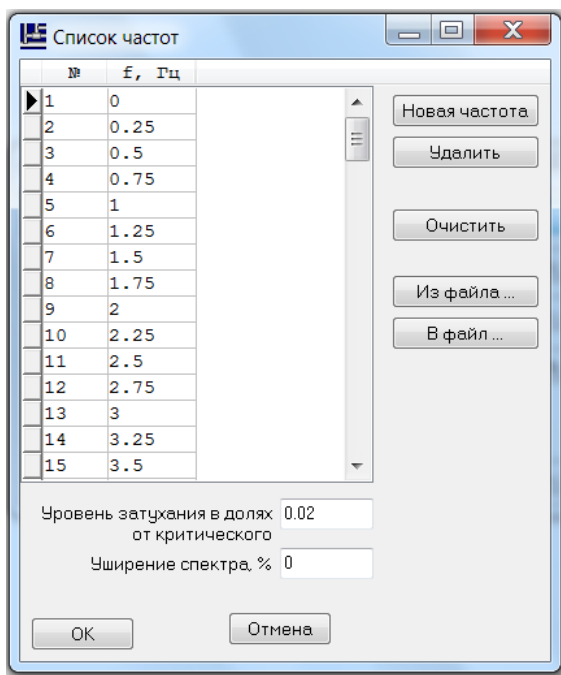 Список частот
№ f, Гц
1 0
2 0.25
3 0.5
4 0.75
5 1
6 1.25
7 1.5
8 1.75
9 2
10 2.25
11 2.5
12 2.75
13 3
14 3.25
15 3.5
Новая частота
Удалить
Очистить
Из файла ...
В файл ...
Уровень затухания в долях 0.02
от критического
Уширение спектра, % 0
OK Отмена